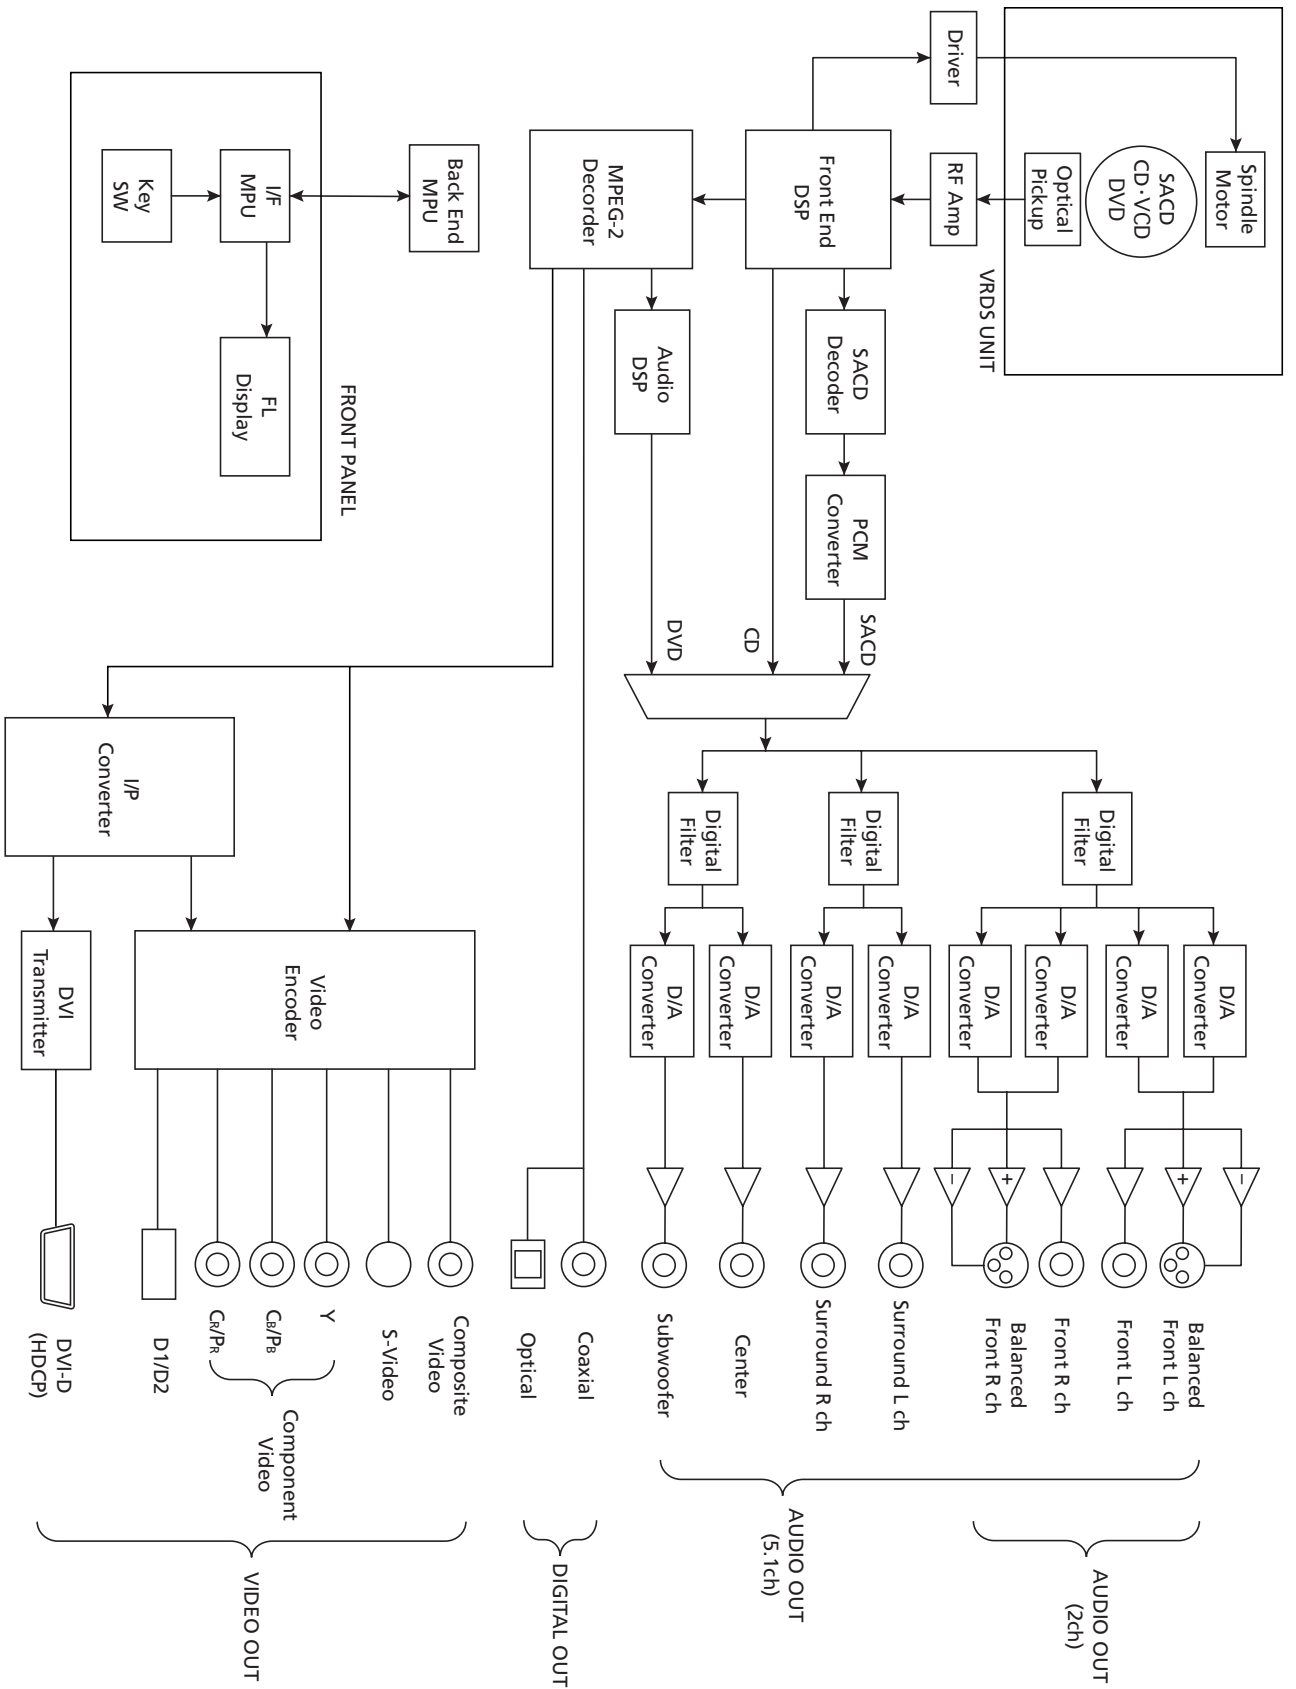 Spindle
Motor
SACD
CD·VCD
DVD
Optical
Pickup
VRDS UNIT
Driver
RF Amp
Front End
DSP
SACD
Decoder
PCM
Converter
SACD
CD
DVD
MPEG-2
Decorder
Audio
DSP
Back End
MPU
FRONT PANEL
I/F
MPU
Key
SW
FL
Display
Digital
Filter
Digital
Filter
Digital
Filter
D/A
Converter
D/A
Converter
D/A
Converter
D/A
Converter
D/A
Converter
D/A
Converter
D/A
Converter
D/A
Converter
−
+
−
+
Balanced
Front L ch
Front L ch
Front R ch
Balanced
Front R ch
Surround L ch
Surround R ch
Center
Subwoofer
AUDIO OUT
(2ch)
AUDIO OUT
(5.1ch)
Coaxial
Optical
DIGITAL OUT
I/P
Converter
Video
Encoder
DVI
Transmitter
Composite
Video
S-Video
Y
CB/PB
CR/PR
Component
Video
D1/D2
DVI-D
(HDCP)
VIDEO OUT